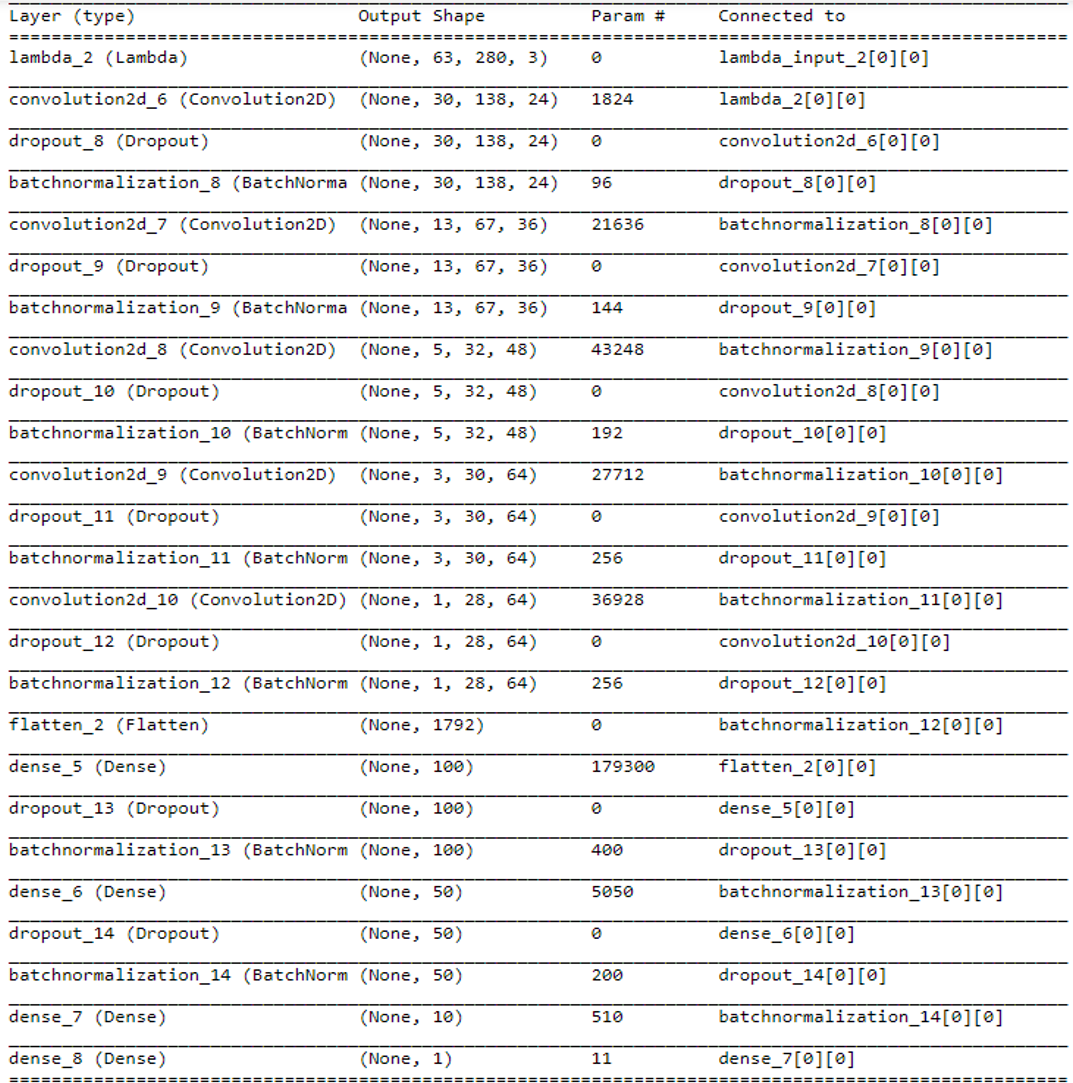 Layer (type) Output Shape Param # Connected to
====================================================================================================
lambda_2 (Lambda) (None, 63, 280, 3) 0 lambda_input_2[0][0]
convolution2d_6 (Convolution2D) (None, 30, 138, 24) 1824 lambda_2[0][0]
dropout_8 (Dropout) (None, 30, 138, 24) 0 convolution2d_6[0][0]
batchnormalization_8 (BatchNorma (None, 30, 138, 24) 96 dropout_8[0][0]
convolution2d_7 (Convolution2D) (None, 13, 67, 36) 21636 batchnormalization_8[0][0]
dropout_9 (Dropout) (None, 13, 67, 36) 0 convolution2d_7[0][0]
batchnormalization_9 (BatchNorma (None, 13, 67, 36) 144 dropout_9[0][0]
convolution2d_8 (Convolution2D) (None, 5, 32, 48) 43248 batchnormalization_9[0][0]
dropout_10 (Dropout) (None, 5, 32, 48) 0 convolution2d_8[0][0]
batchnormalization_10 (BatchNorm (None, 5, 32, 48) 192 dropout_10[0][0]
convolution2d_9 (Convolution2D) (None, 3, 30, 64) 27712 batchnormalization_10[0][0]
dropout_11 (Dropout) (None, 3, 30, 64) 0 convolution2d_9[0][0]
batchnormalization_11 (BatchNorm (None, 3, 30, 64) 256 dropout_11[0][0]
convolution2d_10 (Convolution2D) (None, 1, 28, 64) 36928 batchnormalization_11[0][0]
dropout_12 (Dropout) (None, 1, 28, 64) 0 convolution2d_10[0][0]
batchnormalization_12 (BatchNorm (None, 1, 28, 64) 256 dropout_12[0][0]
flatten_2 (Flatten) (None, 1792) 0 batchnormalization_12[0][0]
dense_5 (Dense) (None, 100) 179300 flatten_2[0][0]
dropout_13 (Dropout) (None, 100) 0 dense_5[0][0]
batchnormalization_13 (BatchNorm (None, 100) 400 dropout_13[0][0]
dense_6 (Dense) (None, 50) 5050 batchnormalization_13[0][0]
dropout_14 (Dropout) (None, 50) 0 dense_6[0][0]
batchnormalization_14 (BatchNorm (None, 50) 200 dropout_14[0][0]
dense_7 (Dense) (None, 10) 510 batchnormalization_14[0][0]
dense_8 (Dense) (None, 1) 11 dense_7[0][0]
====================================================================================================